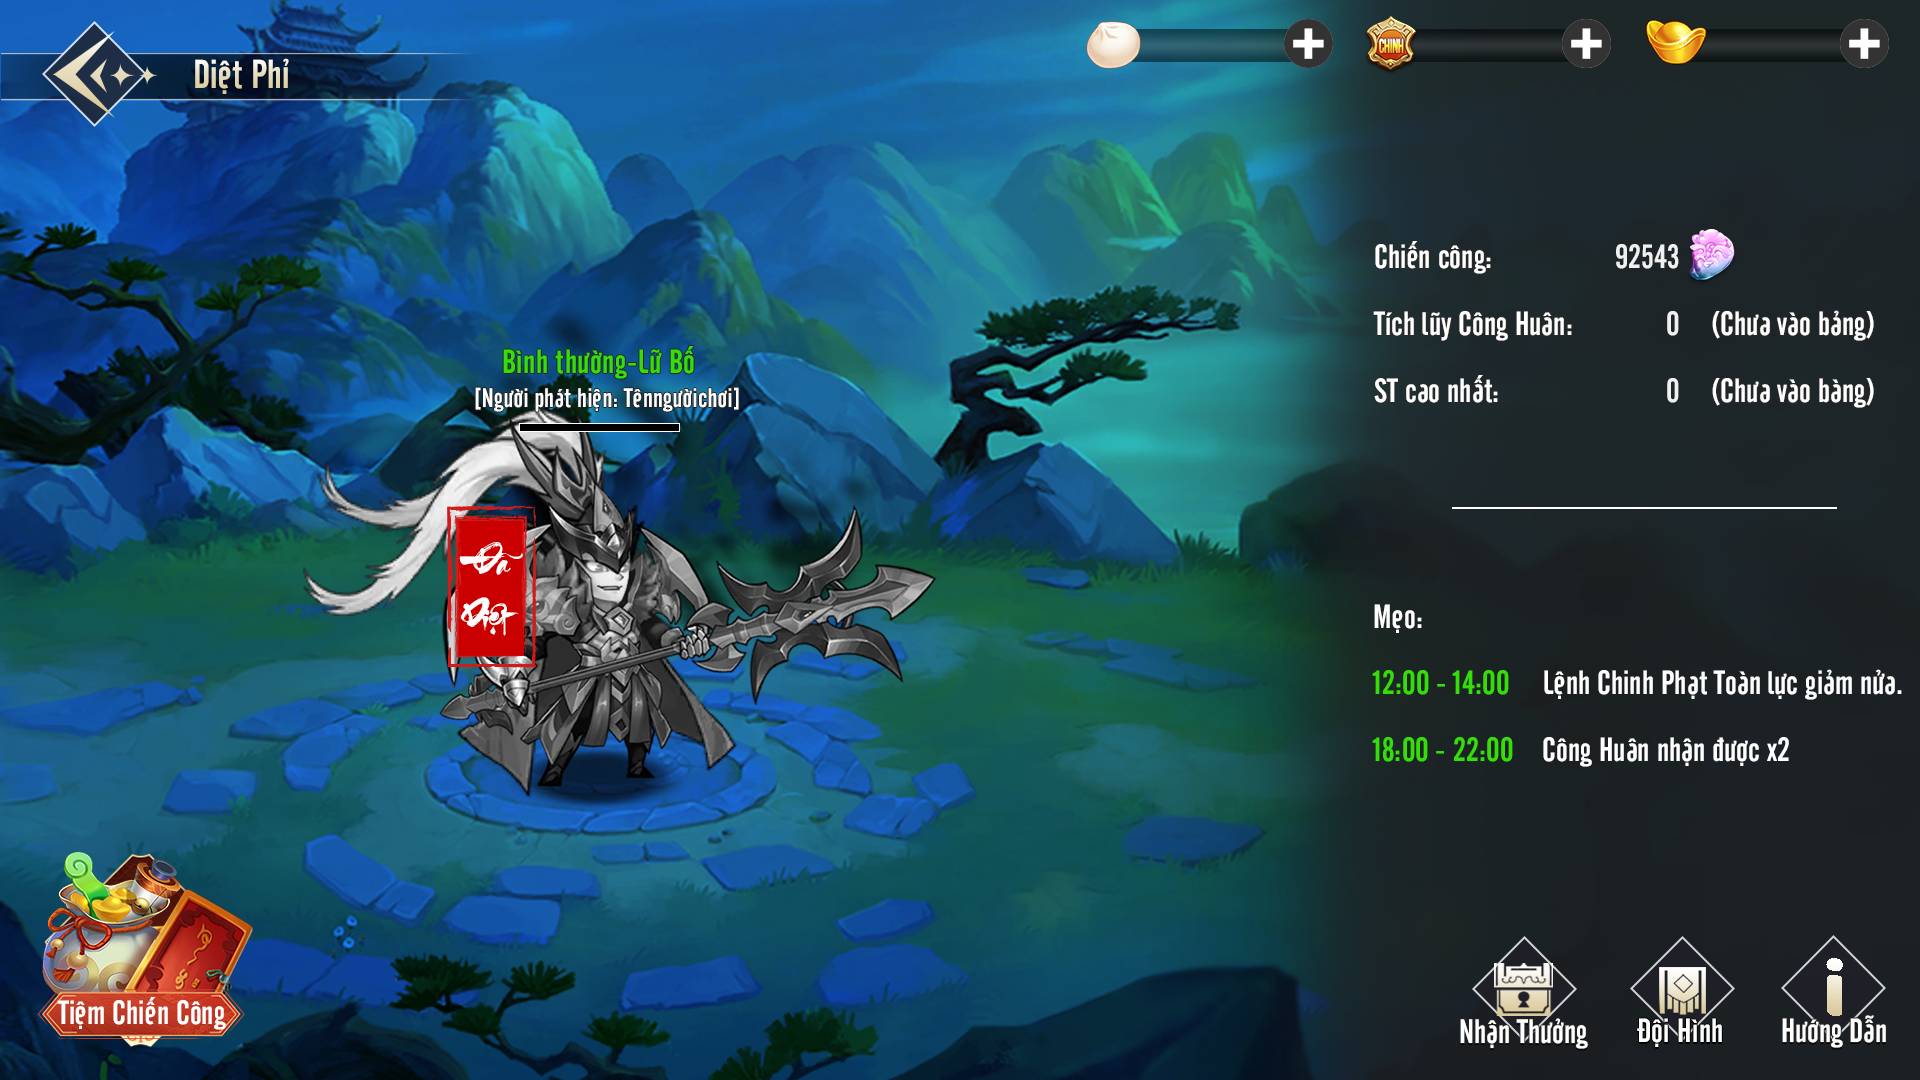 Diệt Phỉ
CHINH
Bình thường-Lữ Bố
[Người phát hiện: Tênngườichơi]
Đã
Diệt
Chiến công: 92543
Tích lũy Công Huân: 0 (Chưa vào bảng)
ST cao nhất: 0 (Chưa vào bàng)
Mẹo:
12:00 - 14:00 Lệnh Chinh Phạt Toàn lực giảm nửa.
18:00 - 22:00 Công Huân nhận được x2
Tiệm Chiến Công
Nhận Thưởng
Đội Hình
Hướng Dẫn